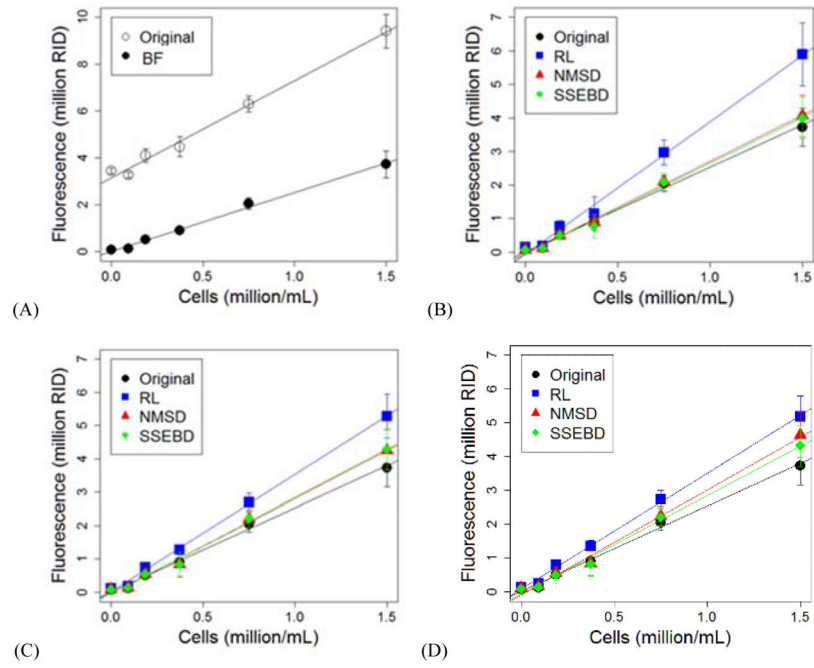 10
8
6
4
2
0
Fluorescence (million RID)
Original
BF
0.0 0.5 1.0 1.5
Cells (million/mL)
(A)
7
6
5
4
3
2
1
0
Fluorescence (million RID)
Original
RL
NMSD
SSEBD
0.0 0.5 1.0 1.5
Cells (million/mL)
(B)
7
6
5
4
3
2
1
0
Fluorescence (million RID)
Original
RL
NMSD
SSEBD
0.0 0.5 1.0 1.5
Cells (million/mL)
(C)
7
6
5
4
3
2
1
0
Fluorescence (million RID)
Original
RL
NMSD
SSEBD
0.0 0.5 1.0 1.5
Cells (million/mL)
(D)